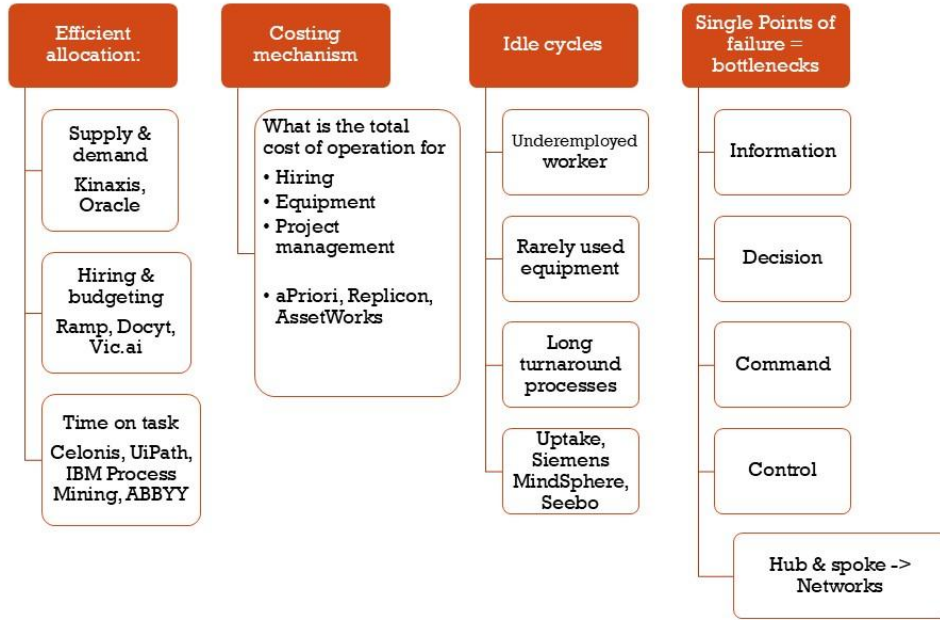 Efficient
allocation:
Supply &
demand
Kinaxis,
Oracle
Hiring &
budgeting
Ramp, Docyt,
Vic.ai
Time on task
Celonis, UiPath,
IBM Process
Mining, ABBYY
Costing
mechanism
What is the total
cost of operation for
• Hiring
• Equipment
• Project
management
• aPriori, Replicon,
AssetWorks
Idle cycles
Underemployed
worker
Rarely used
equipment
Long
turnaround
processes
Uptake,
Siemens
MindSphere,
Seebo
Single Points of
failure =
bottlenecks
Information
Decision
Command
Control
Hub & spoke ->
Networks